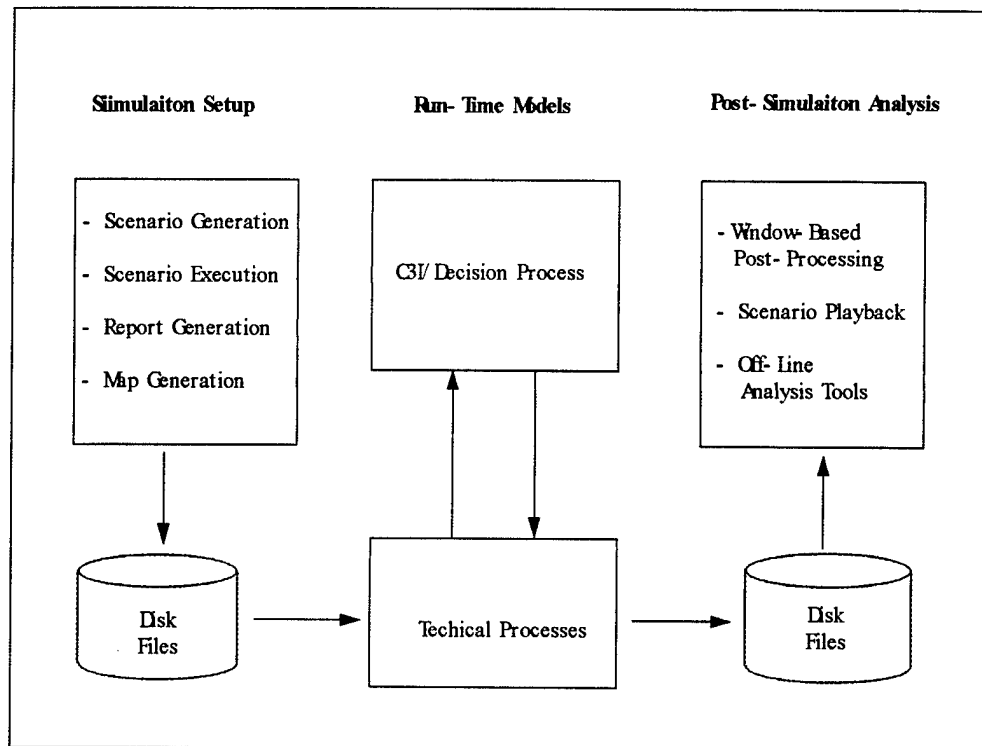 Siimulaiton Setup
Run-Time Models
Post-Simulaiton Analysis
- Scenario Generation
- Scenario Execution
- Report Generation
- Map Generation
C3I/Decision Process
- Window-Based
Post-Processing
- Scenario Playback
- Off-Line
Analysis Tools
Disk
Files
Techical Processes
Disk
Files